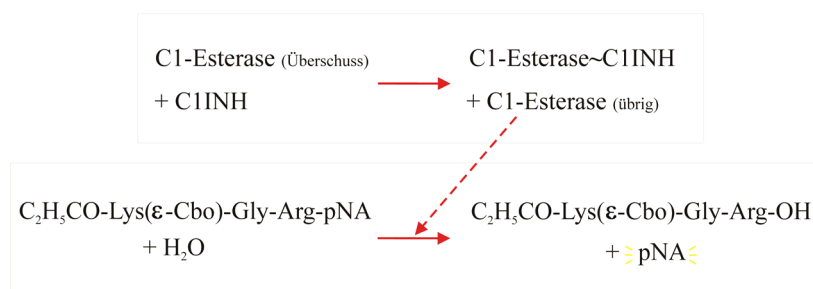 C1-Esterase (Überschuss)
+ C1INH
C1-Esterase~C1INH
+ C1-Esterase (übrig)
C₂H₅CO-Lys(ε-Cbo)-Gly-Arg-pNA
+ H₂O
C₂H₅CO-Lys(ε-Cbo)-Gly-Arg-OH
+ pNA